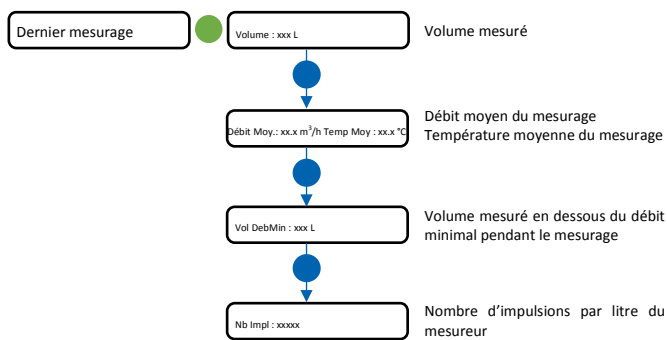 Dernier mesurage
Volume : xxx L
Volume mesuré
Débit Moy.: xx.x m³/h Temp Moy : xx.x °C
Débit moyen du mesurage
Température moyenne du mesurage
Vol DebMin : xxx L
Volume mesuré en dessous du débit
minimal pendant le mesurage
Nb Impl : xxxxx
Nombre d’impulsions par litre du
mesureur